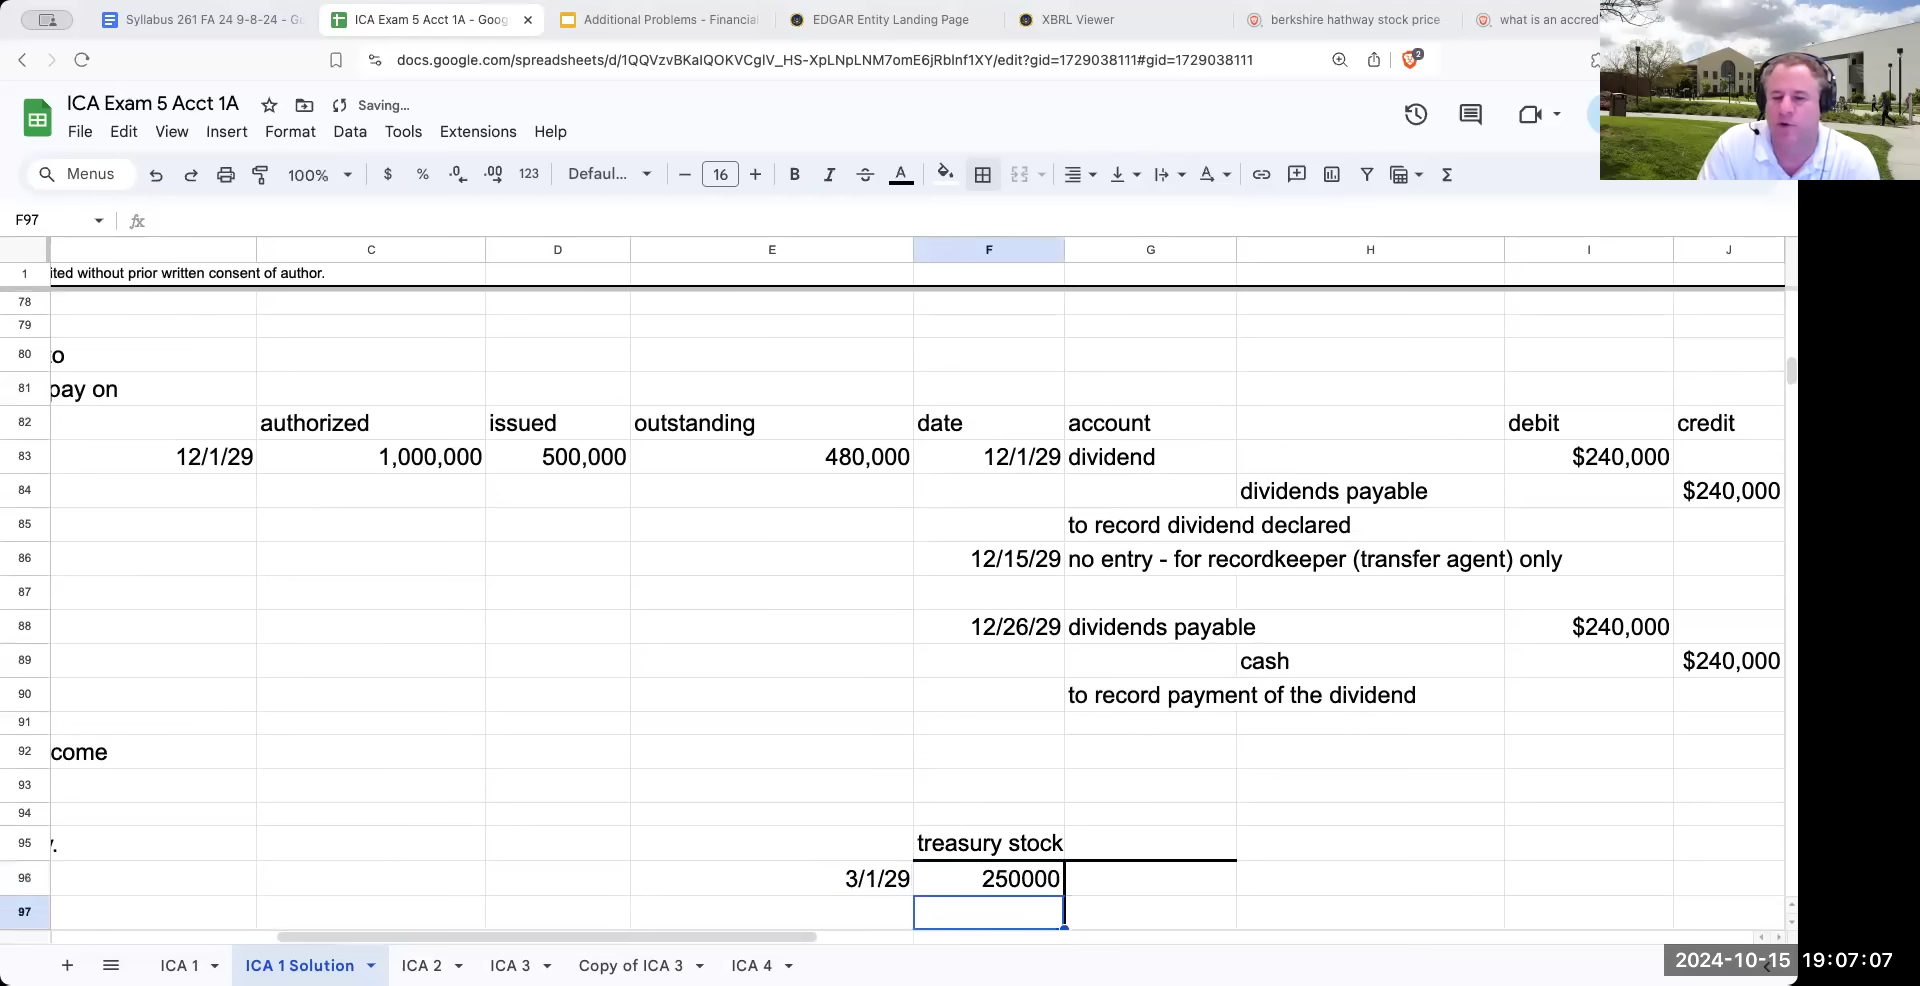 Syllabus 261 FA 24 9-8-24 - G
ICA Exam 5 Acct 1A - Goog
Additional Problems - Financial
EDGAR Entity Landing Page
XBRL Viewer
berkshire hathway stock price
what is an accred
docs.google.com/spreadsheets/d/1QQVzvBKaIQOKVCglV_HS-XpLNpLNM7omE6jRbInf1XY/edit?gid=1729038111#gid=1729038111
2
ICA Exam 5 Acct 1A
Saving...
File Edit View Insert Format Data Tools Extensions Help
Menus 100% $ % .0 .00 123 Defaul... 16 B I A
F97 fx
C D E F G H I J
1 ited without prior written consent of author.
78
79
80 to
81 pay on
82 authorized issued outstanding date account debit credit
83 12/1/29 1,000,000 500,000 480,000 12/1/29 dividend $240,000
84 dividends payable $240,000
85 to record dividend declared
86 12/15/29 no entry - for recordkeeper (transfer agent) only
87
88 12/26/29 dividends payable $240,000
89 cash $240,000
90 to record payment of the dividend
91
92 come
93
94
95 treasury stock
96 3/1/29 250000
97
ICA 1 ICA 1 Solution ICA 2 ICA 3 Copy of ICA 3 ICA 4
2024-10-15 19:07:07